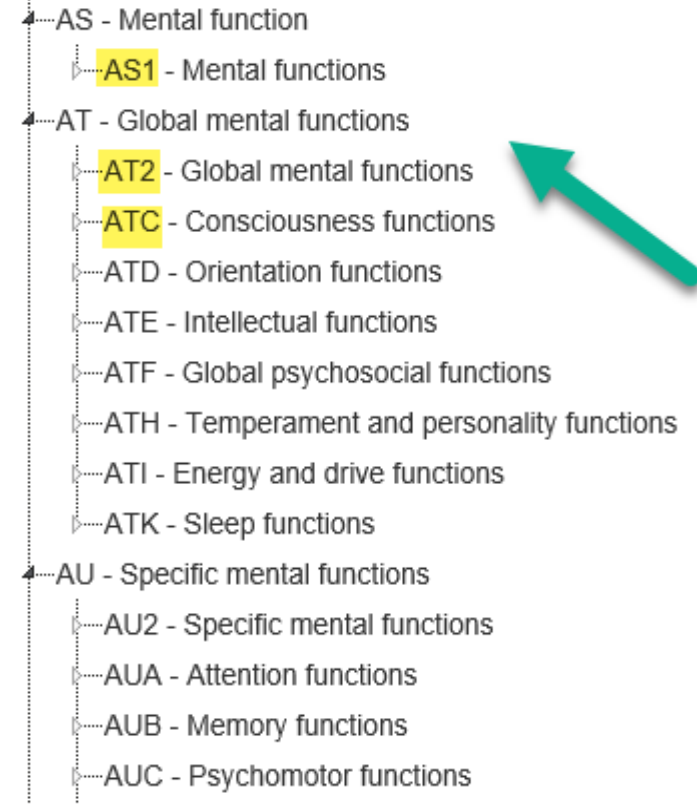 AS - Mental function
AS1 - Mental functions
AT - Global mental functions
AT2 - Global mental functions
ATC - Consciousness functions
ATD - Orientation functions
ATE - Intellectual functions
ATF - Global psychosocial functions
ATH - Temperament and personality functions
ATI - Energy and drive functions
ATK - Sleep functions
AU - Specific mental functions
AU2 - Specific mental functions
AUA - Attention functions
AUB - Memory functions
AUC - Psychomotor functions